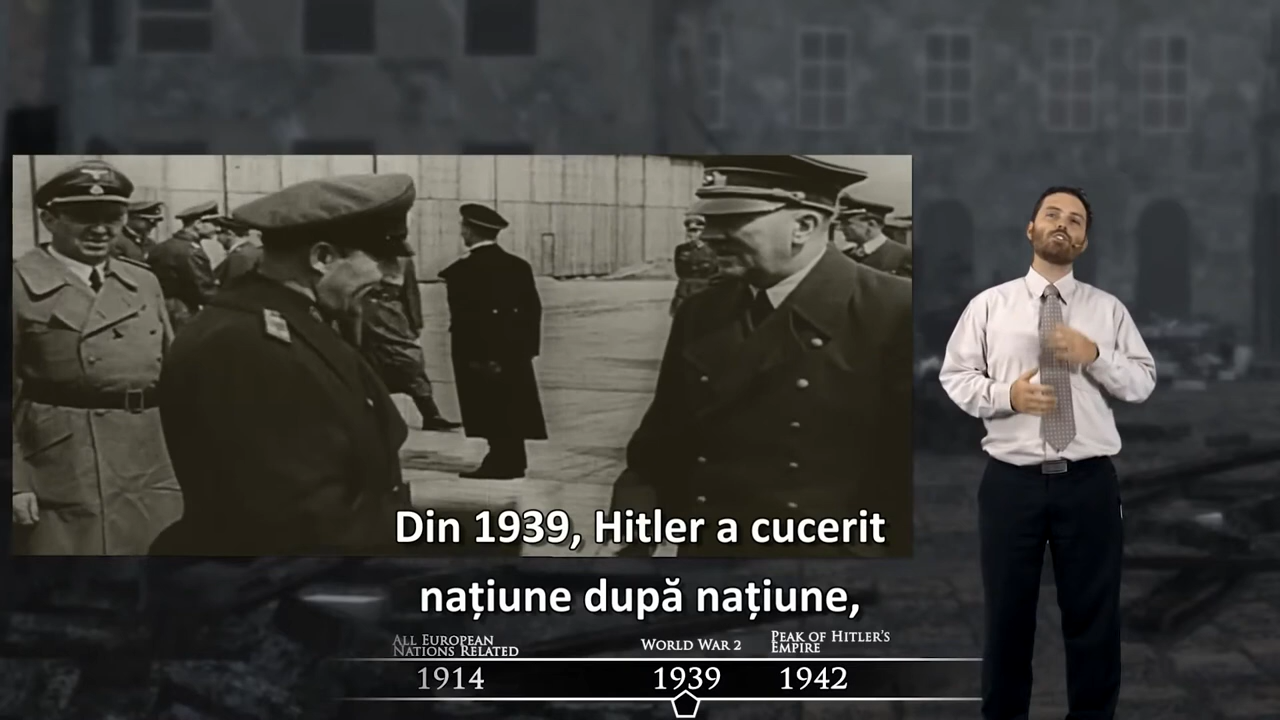 Din 1939, Hitler a cucerit
națiune după națiune,
All European
Nations Related
World War 2
Peak of Hitler's
Empire
1914
1939
1942